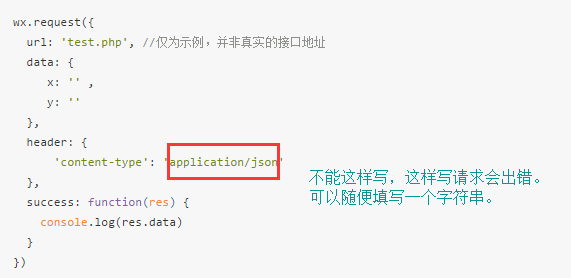 wx.request({
url: 'test.php', //仅为示例，并非真实的接口地址
data: {
x: '' ,
y: ''
},
header: {
'content-type': 'application/json'
},
success: function(res) {
console.log(res.data)
}
})
不能这样写，这样写请求会出错。
可以随便填写一个字符串。